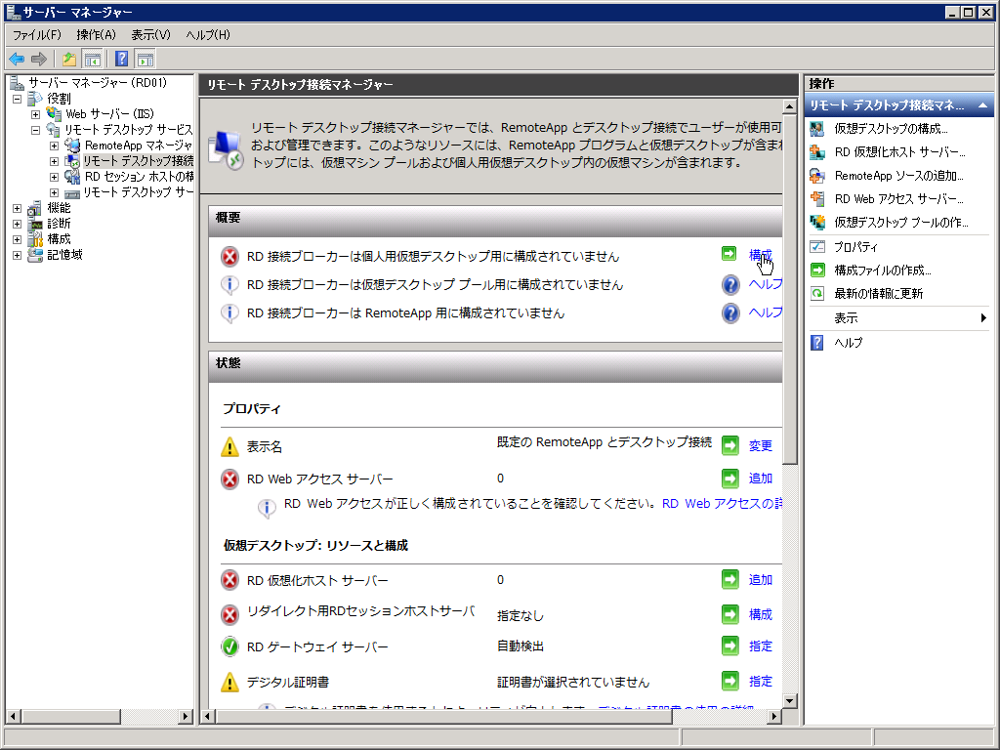 サーバー マネージャー
ファイル(F) 操作(A) 表示(V) ヘルプ(H)
サーバー マネージャー (RD01)
役割
Web サーバー (IIS)
リモート デスクトップ サービス
RemoteApp マネージャ
リモート デスクトップ接続
RD セッション ホストの構
リモート デスクトップ サー
機能
診断
構成
記憶域
リモート デスクトップ接続マネージャー
リモート デスクトップ接続マネージャーでは、RemoteApp とデスクトップ接続でユーザーが使用可
および管理できます。このようなリソースには、RemoteApp プログラムと仮想デスクトップが含まれ
トップには、仮想マシン プールおよび個人用仮想デスクトップ内の仮想マシンが含まれます。
概要
RD 接続ブローカーは個人用仮想デスクトップ用に構成されていません 構成
RD 接続ブローカーは仮想デスクトップ プール用に構成されていません ヘルプ
RD 接続ブローカーは RemoteApp 用に構成されていません ヘルプ
状態
プロパティ
表示名 既定の RemoteApp とデスクトップ接続 変更
RD Web アクセス サーバー 0 追加
RD Web アクセスが正しく構成されていることを確認してください。RD Web アクセスの詳
仮想デスクトップ: リソースと構成
RD 仮想化ホスト サーバー 0 追加
リダイレクト用RDセッションホストサーバ 指定なし 構成
RD ゲートウェイ サーバー 自動検出 指定
デジタル証明書 証明書が選択されていません 指定
操作
リモート デスクトップ接続マネ...
仮想デスクトップの構成...
RD 仮想化ホスト サーバー...
RemoteApp ソースの追加...
RD Web アクセス サーバー...
仮想デスクトップ プールの作...
プロパティ
構成ファイルの作成...
最新の情報に更新
表示
ヘルプ